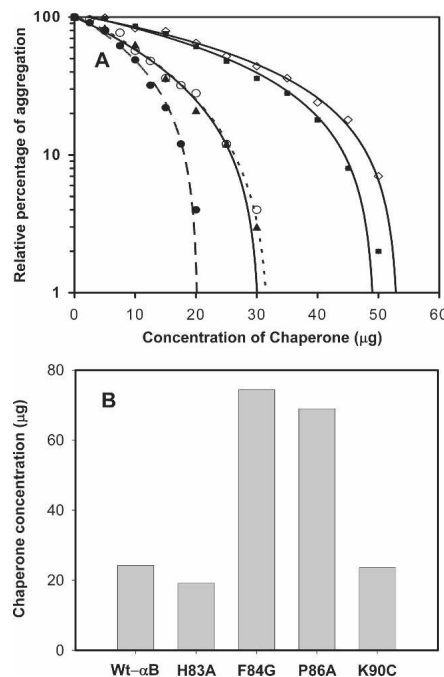 100
A
10
1
0 10 20 30 40 50 60
Relative percentage of aggregation
Concentration of Chaperone (μg)
80
B
60
40
20
0
Chaperone concentration (μg)
Wt–αB H83A F84G P86A K90C